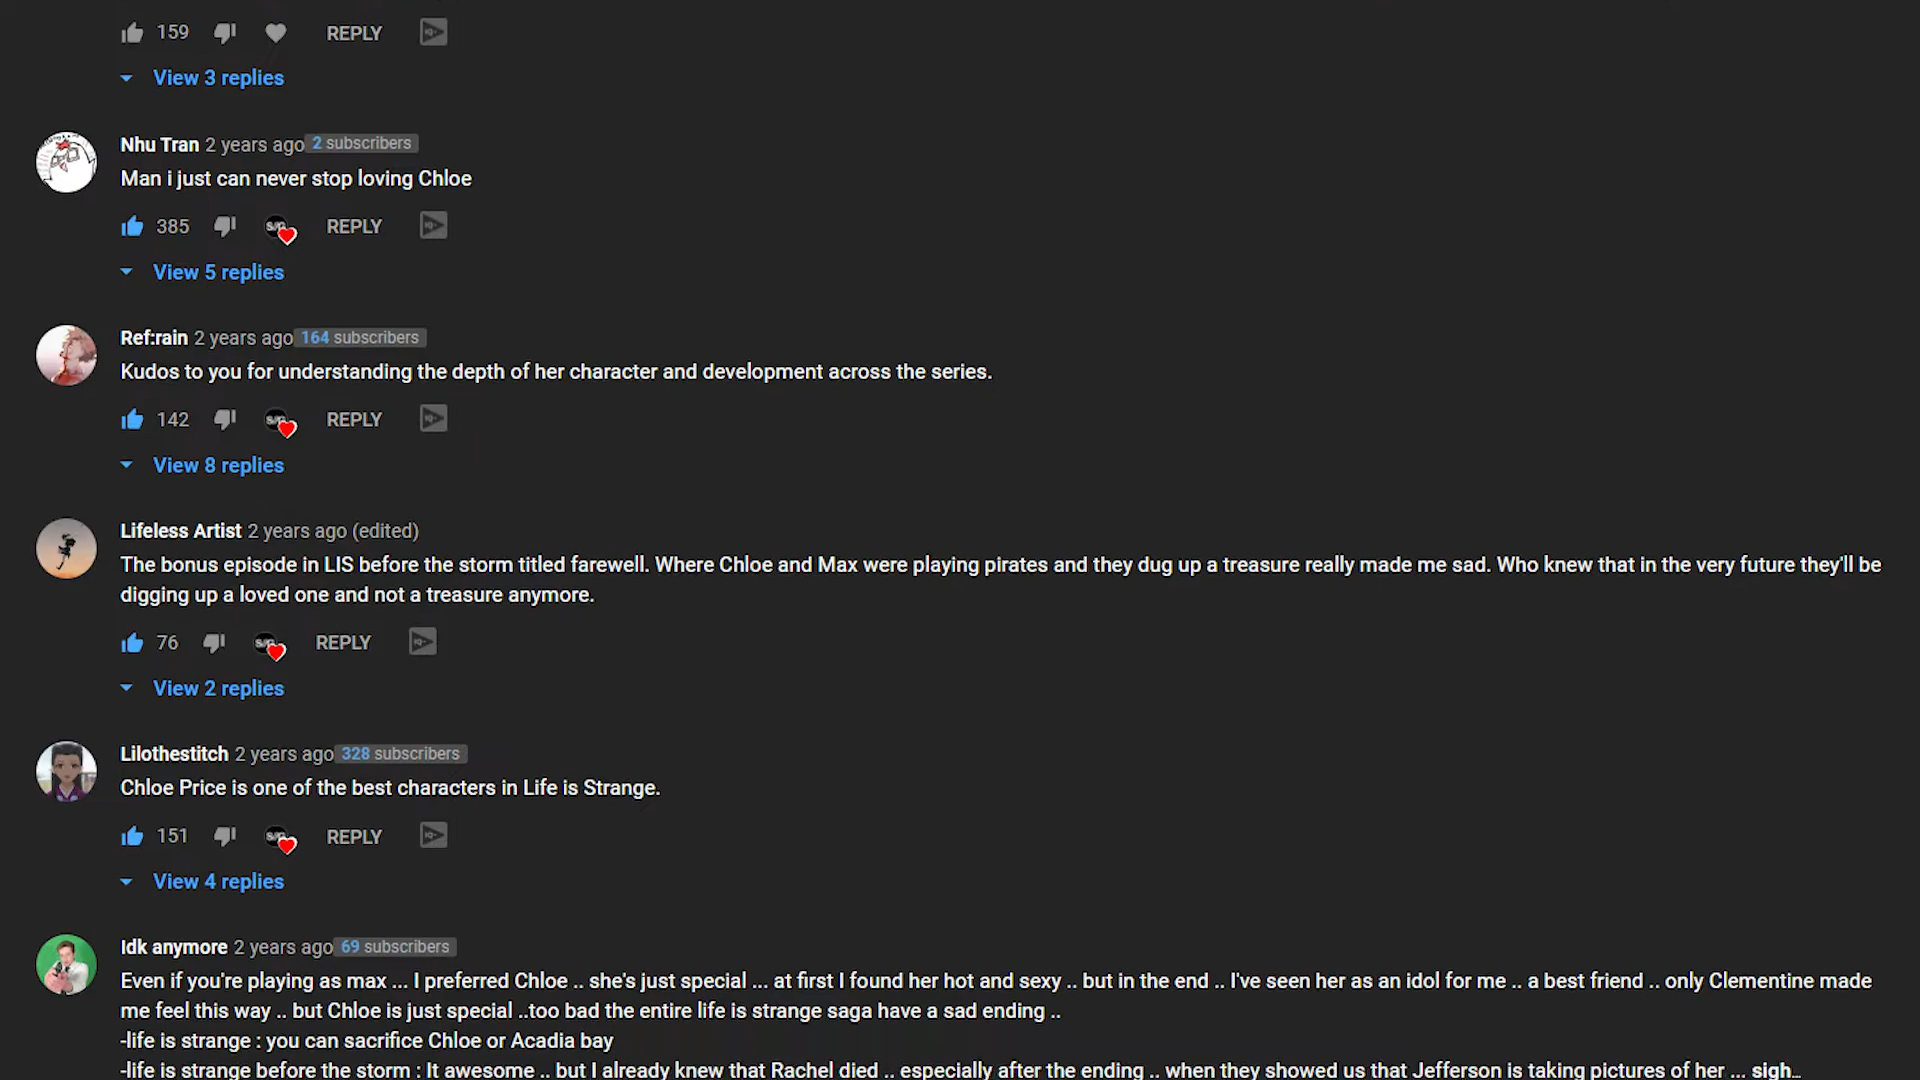 159 REPLY
View 3 replies
Nhu Tran 2 years ago 2 subscribers
Man i just can never stop loving Chloe
385 REPLY
View 5 replies
Ref:rain 2 years ago 164 subscribers
Kudos to you for understanding the depth of her character and development across the series.
142 REPLY
View 8 replies
Lifeless Artist 2 years ago (edited)
The bonus episode in LIS before the storm titled farewell. Where Chloe and Max were playing pirates and they dug up a treasure really made me sad. Who knew that in the very future they'll be
digging up a loved one and not a treasure anymore.
76 REPLY
View 2 replies
Lilothestitch 2 years ago 328 subscribers
Chloe Price is one of the best characters in Life is Strange.
151 REPLY
View 4 replies
Idk anymore 2 years ago 69 subscribers
Even if you're playing as max ... I preferred Chloe .. she's just special ... at first I found her hot and sexy .. but in the end .. I've seen her as an idol for me .. a best friend .. only Clementine made
me feel this way .. but Chloe is just special ..too bad the entire life is strange saga have a sad ending ..
-life is strange : you can sacrifice Chloe or Acadia bay
-life is strange before the storm : It awesome .. but I already knew that Rachel died .. especially after the ending .. when they showed us that Jefferson is taking pictures of her ... sigh..